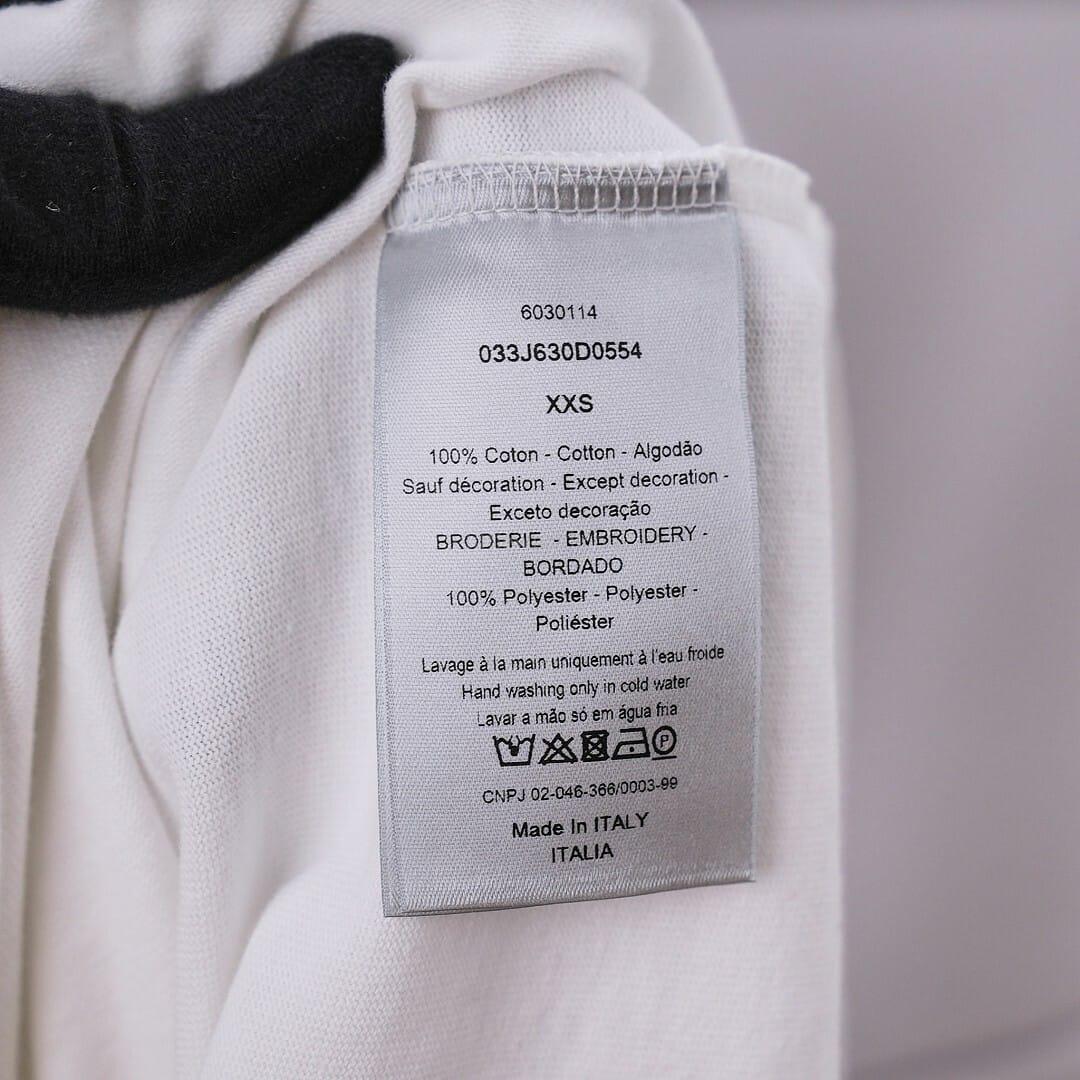 6030114
033J630D0554
XXS
100% Coton - Cotton - Algodão
Sauf décoration - Except decoration -
Exceto decoração
BRODERIE - EMBROIDERY -
BORDADO
100% Polyester - Polyester -
Poliéster
Lavage à la main uniquement à l'eau froide
Hand washing only in cold water
Lavar a mão só em água fria
P
CNPJ 02-046-366/0003-99
Made In ITALY
ITALIA